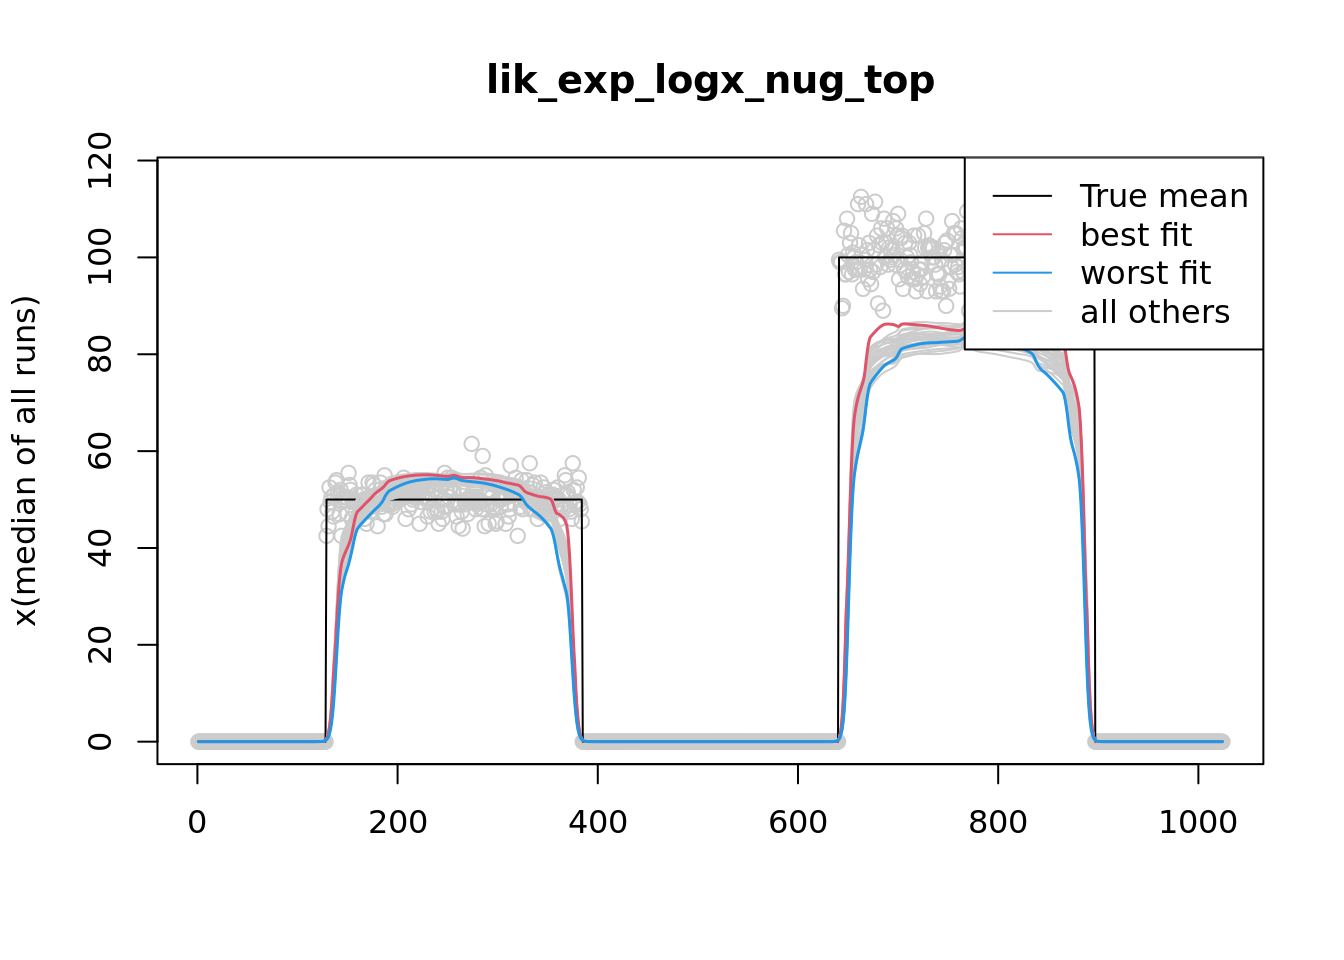 lik_exp_logx_nug_top
x(median of all runs)
120
100
80
60
40
20
0
True mean
best fit
worst fit
all others
0 200 400 600 800 1000